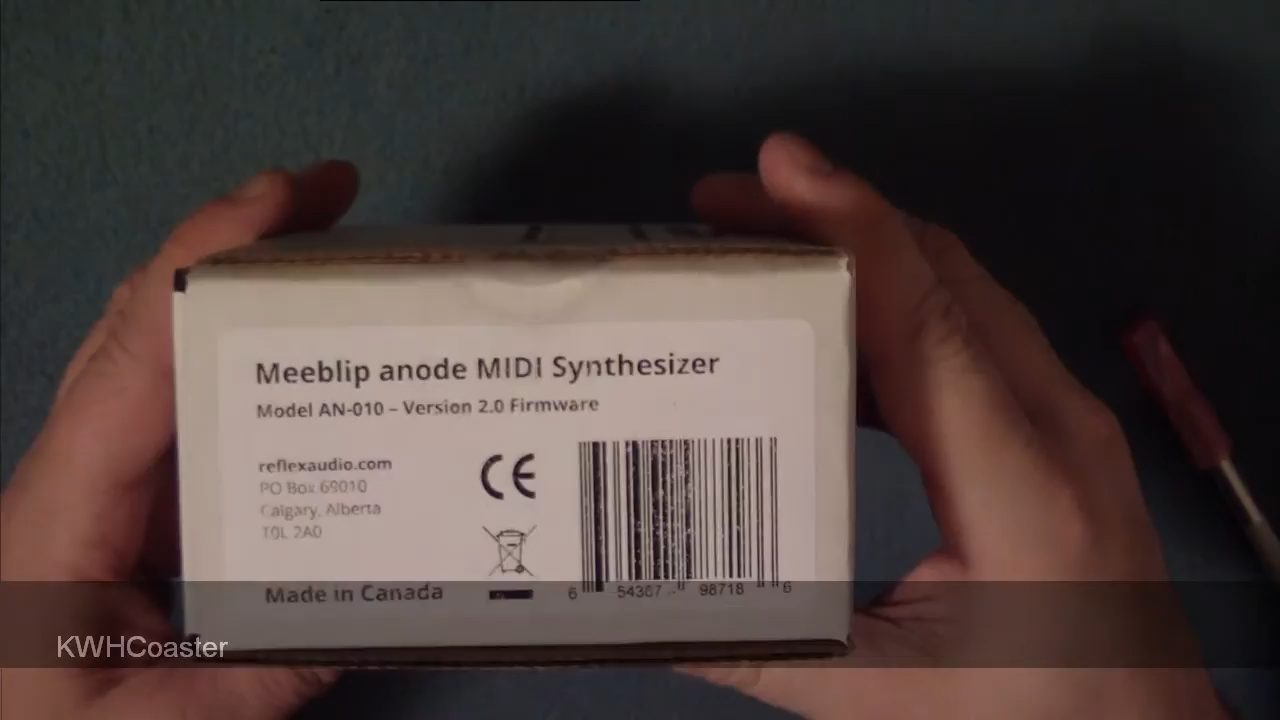 Meeblip anode MIDI Synthesizer
Model AN-010 – Version 2.0 Firmware
reflexaudio.com
PO Box 69010
Calgary, Alberta
T0L 2A0
CE
Made in Canada
6 54367 98718 6
KWHCoaster